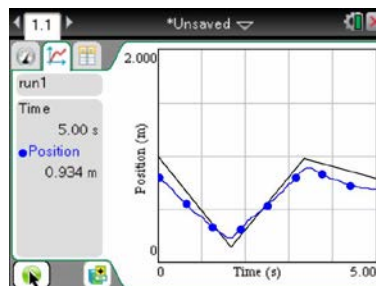 1.1
*Unsaved
run1
Time
5.00 s
Position
0.934 m
2.000
Position (m)
0
0
Time (s)
5.00